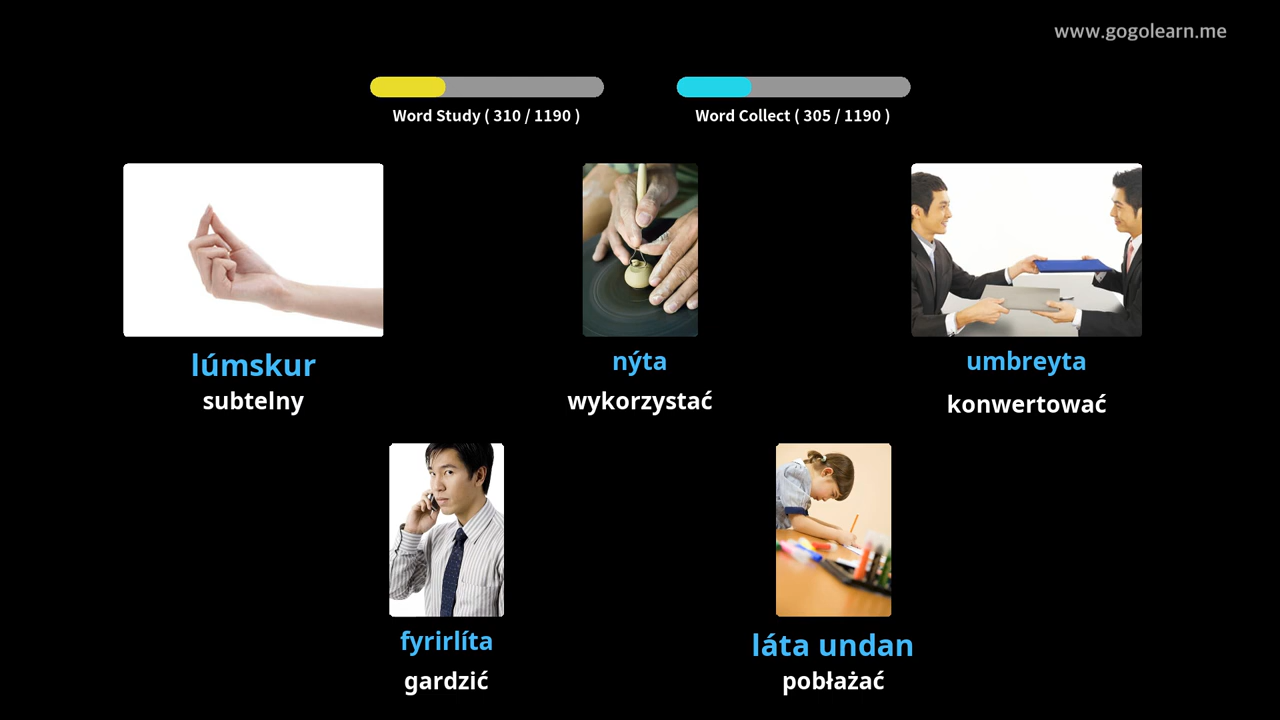 www.gogolearn.me
Word Study ( 310 / 1190 )
Word Collect ( 305 / 1190 )
lúmskur
subtelny
nýta
wykorzystać
umbreyta
konwertować
fyrirlíta
gardzić
láta undan
pobłażać